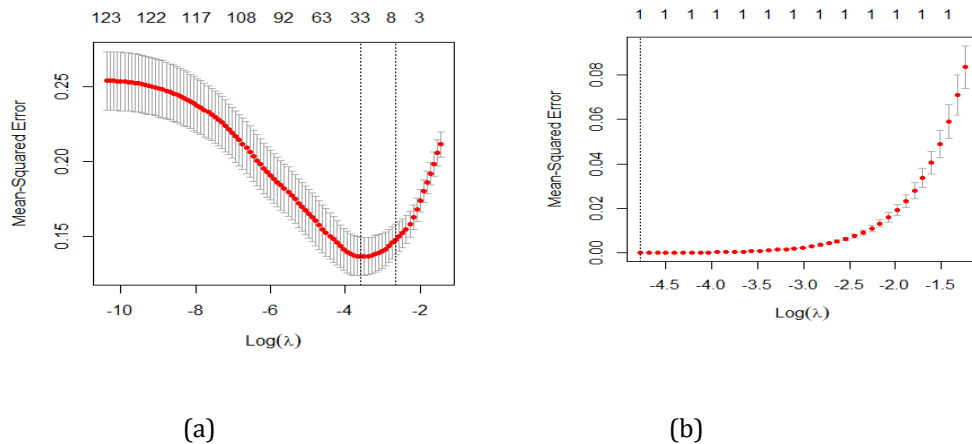 123 122 117 108 92 63 33 8 3
Mean-Squared Error
0.15 0.20 0.25
-10 -8 -6 -4 -2
Log(λ)
(a)
1 1 1 1 1 1 1 1 1 1 1
Mean-Squared Error
0.00 0.02 0.04 0.06 0.08
-4.5 -4.0 -3.5 -3.0 -2.5 -2.0 -1.5
Log(λ)
(b)